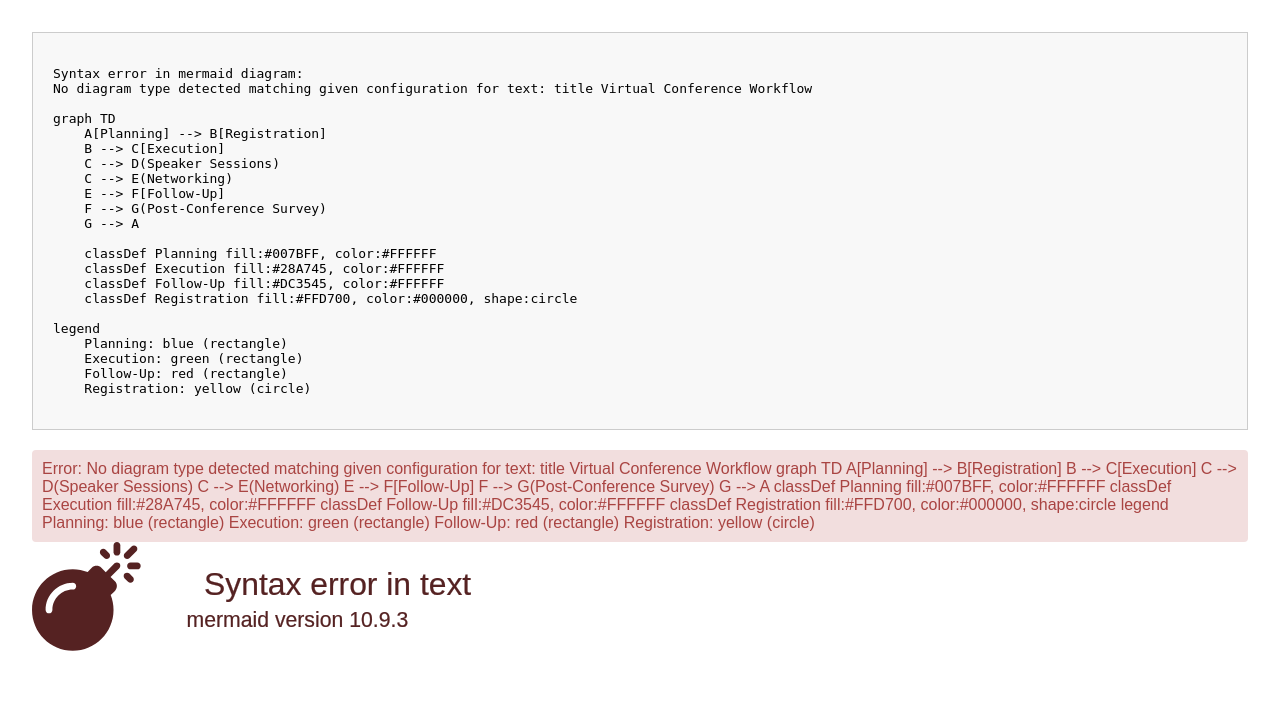 Syntax error in mermaid diagram:
No diagram type detected matching given configuration for text: title Virtual Conference Workflow

graph TD
    A[Planning] --> B[Registration]
    B --> C[Execution]
    C --> D(Speaker Sessions)
    C --> E(Networking)
    E --> F[Follow-Up]
    F --> G(Post-Conference Survey)
    G --> A

    classDef Planning fill:#007BFF, color:#FFFFFF
    classDef Execution fill:#28A745, color:#FFFFFF
    classDef Follow-Up fill:#DC3545, color:#FFFFFF
    classDef Registration fill:#FFD700, color:#000000, shape:circle

legend
    Planning: blue (rectangle)
    Execution: green (rectangle)
    Follow-Up: red (rectangle)
    Registration: yellow (circle)

Error: No diagram type detected matching given configuration for text: title Virtual Conference Workflow graph TD A[Planning] --> B[Registration] B --> C[Execution] C -->
D(Speaker Sessions) C --> E(Networking) E --> F[Follow-Up] F --> G(Post-Conference Survey) G --> A classDef Planning fill:#007BFF, color:#FFFFFF classDef
Execution fill:#28A745, color:#FFFFFF classDef Follow-Up fill:#DC3545, color:#FFFFFF classDef Registration fill:#FFD700, color:#000000, shape:circle legend
Planning: blue (rectangle) Execution: green (rectangle) Follow-Up: red (rectangle) Registration: yellow (circle)
Syntax error in text
mermaid version 10.9.3